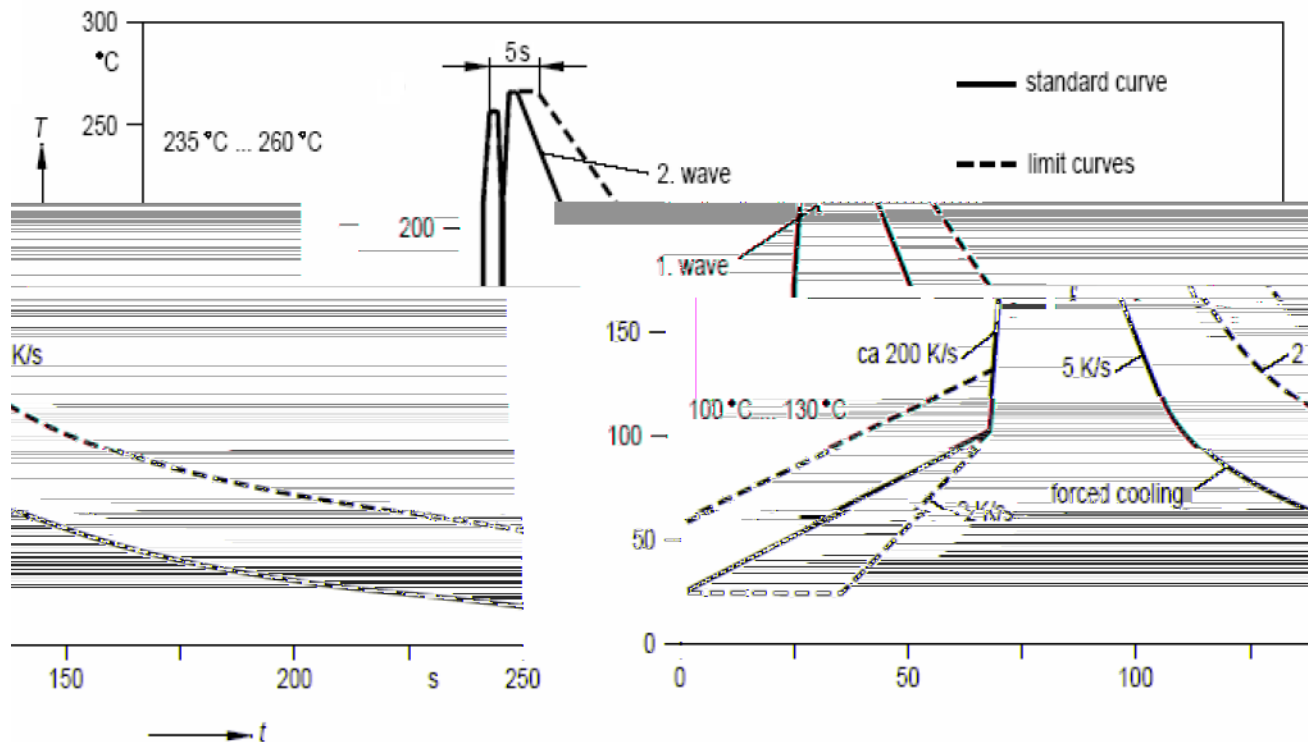 300
°C
5s
standard curve
T
250
235 °C ... 260 °C
limit curves
2. wave
200
1. wave
150
K/s
ca 200 K/s
5 K/s
2
100 °C.... 130 °C
100
forced cooling
50
K/s
0
150
200
s
250
0
50
100
t